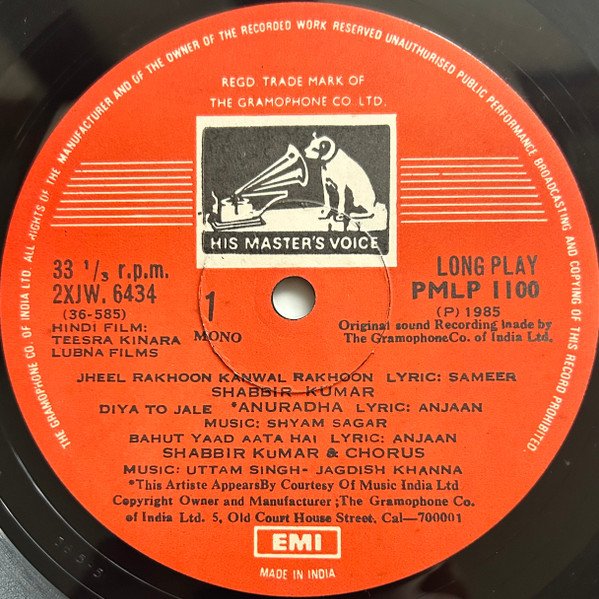 THE GRAMOPHONE CO. OF INDIA LTD. ALL RIGHTS OF THE MANUFACTURER AND OF THE OWNER OF THE RECORDED WORK RESERVED UNAUTHORISED PUBLIC PERFORMANCE BROADCASTING AND COPYING OF THIS RECORD PROHIBITED.
REGD. TRADE MARK OF
THE GRAMOPHONE CO. LTD.
HIS MASTER'S VOICE
33 1/3 r.p.m.
2XJW. 6434
(36-585)
HINDI FILM:
TEESRA KINARA
LUBNA FILMS
1
MONO
LONG PLAY
PMLP 1100
(P) 1985
Original sound Recording made by
The GramophoneCo. of India Ltd.
JHEEL RAKHOON KANWAL RAKHOON LYRIC: SAMEER
SHABBIR KUMAR
DIYA TO JALE *ANURADHA LYRIC: ANJAAN
MUSIC: SHYAM SAGAR
BAHUT YAAD AATA HAI LYRIC: ANJAAN
SHABBIR KUMAR & CHORUS
MUSIC: UTTAM SINGH- JAGDISH KHANNA
*This Artiste AppearsBy Courtesy Of Music India Ltd
Copyright Owner and Manufacturer ; The Gramophone Co.
of India Ltd. 5, Old Court House Street, Cal-700001
EMI
MADE IN INDIA